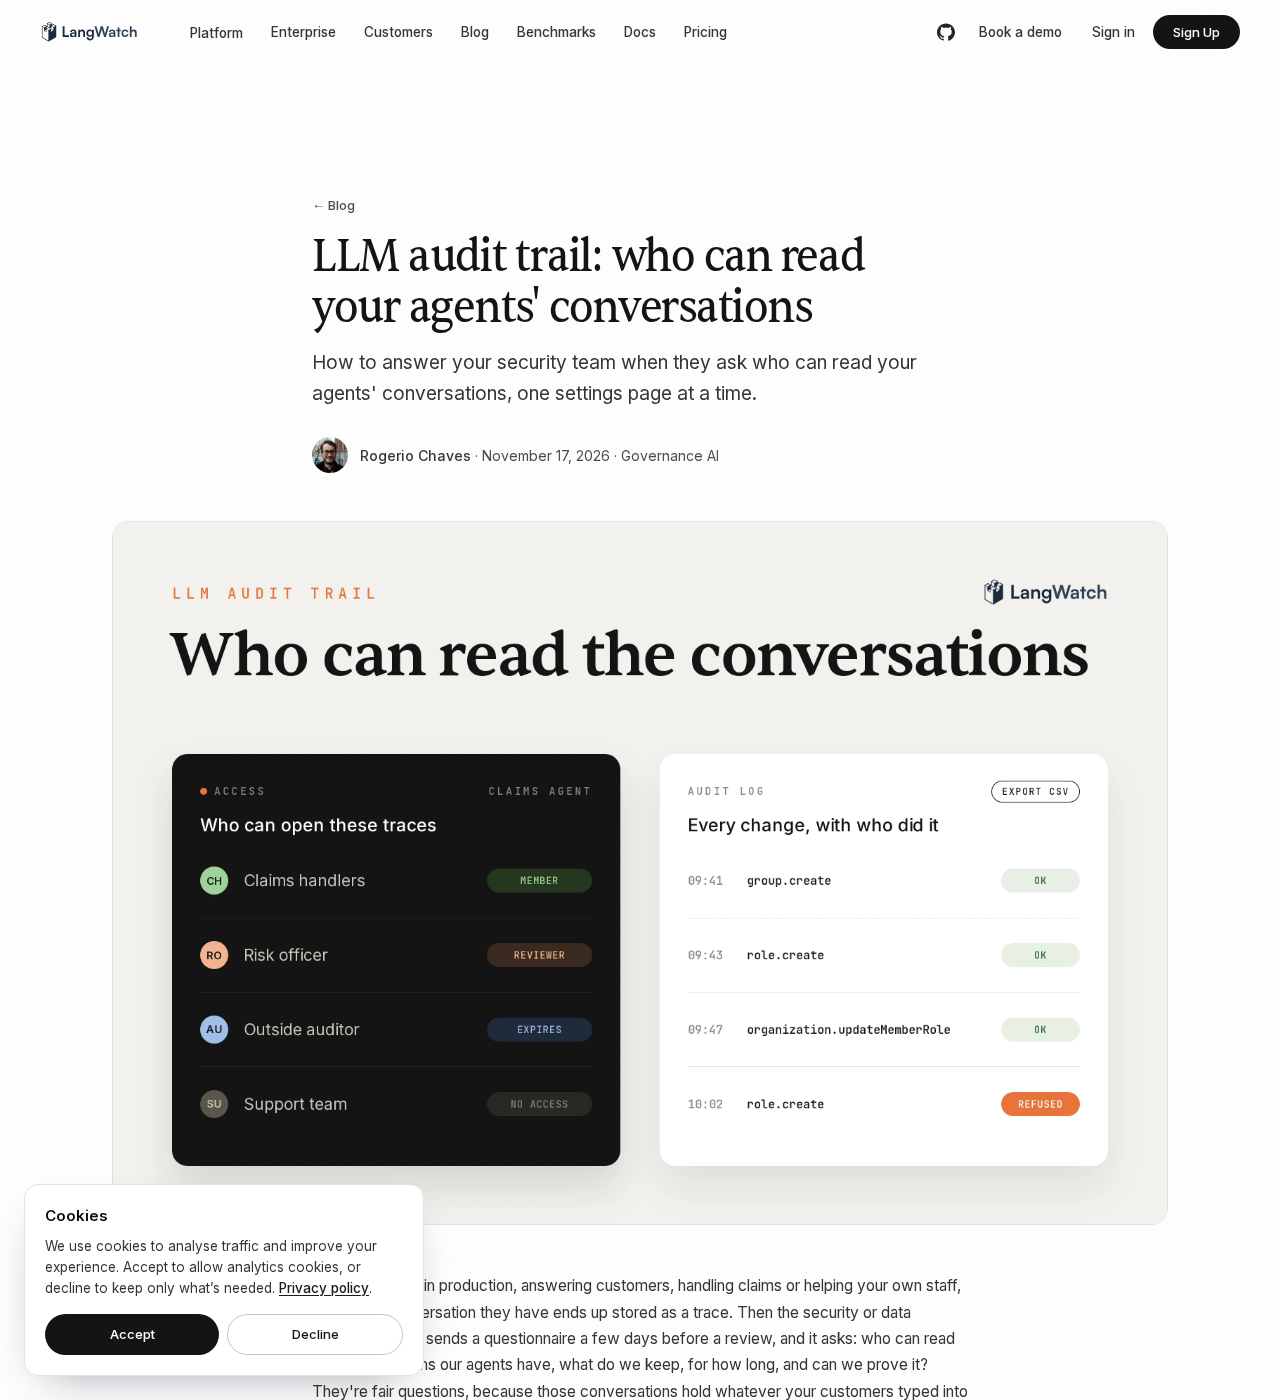 LangWatch
Platform
Enterprise
Customers
Blog
Benchmarks
Docs
Pricing
Book a demo
Sign in
Sign Up
← Blog
LLM audit trail: who can read
your agents' conversations
How to answer your security team when they ask who can read your
agents' conversations, one settings page at a time.
Rogerio Chaves · November 17, 2026 · Governance AI
LLM AUDIT TRAIL
LangWatch
Who can read the conversations
ACCESS
CLAIMS AGENT
Who can open these traces
CH Claims handlers MEMBER
RO Risk officer REVIEWER
AU Outside auditor EXPIRES
SU Support team NO ACCESS
AUDIT LOG
EXPORT CSV
Every change, with who did it
09:41 group.create OK
09:43 role.create OK
09:47 organization.updateMemberRole OK
10:02 role.create REFUSED
Cookies
We use cookies to analyse traffic and improve your
experience. Accept to allow analytics cookies, or
decline to keep only what’s needed. Privacy policy.
Accept
Decline
in production, answering customers, handling claims or helping your own staff,
they have ends up stored as a trace. Then the security or data
sends a questionnaire a few days before a review, and it asks: who can read
our agents have, what do we keep, for how long, and can we prove it?
They're fair questions, because those conversations hold whatever your customers typed into